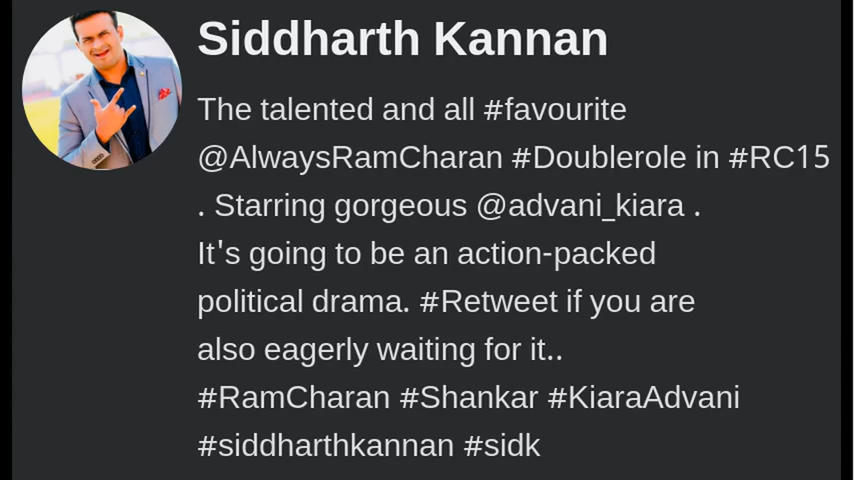 Siddharth Kannan
The talented and all #favourite
@AlwaysRamCharan #Doublerole in #RC15
. Starring gorgeous @advani_kiara .
It's going to be an action-packed
political drama. #Retweet if you are
also eagerly waiting for it..
#RamCharan #Shankar #KiaraAdvani
#siddharthkannan #sidk